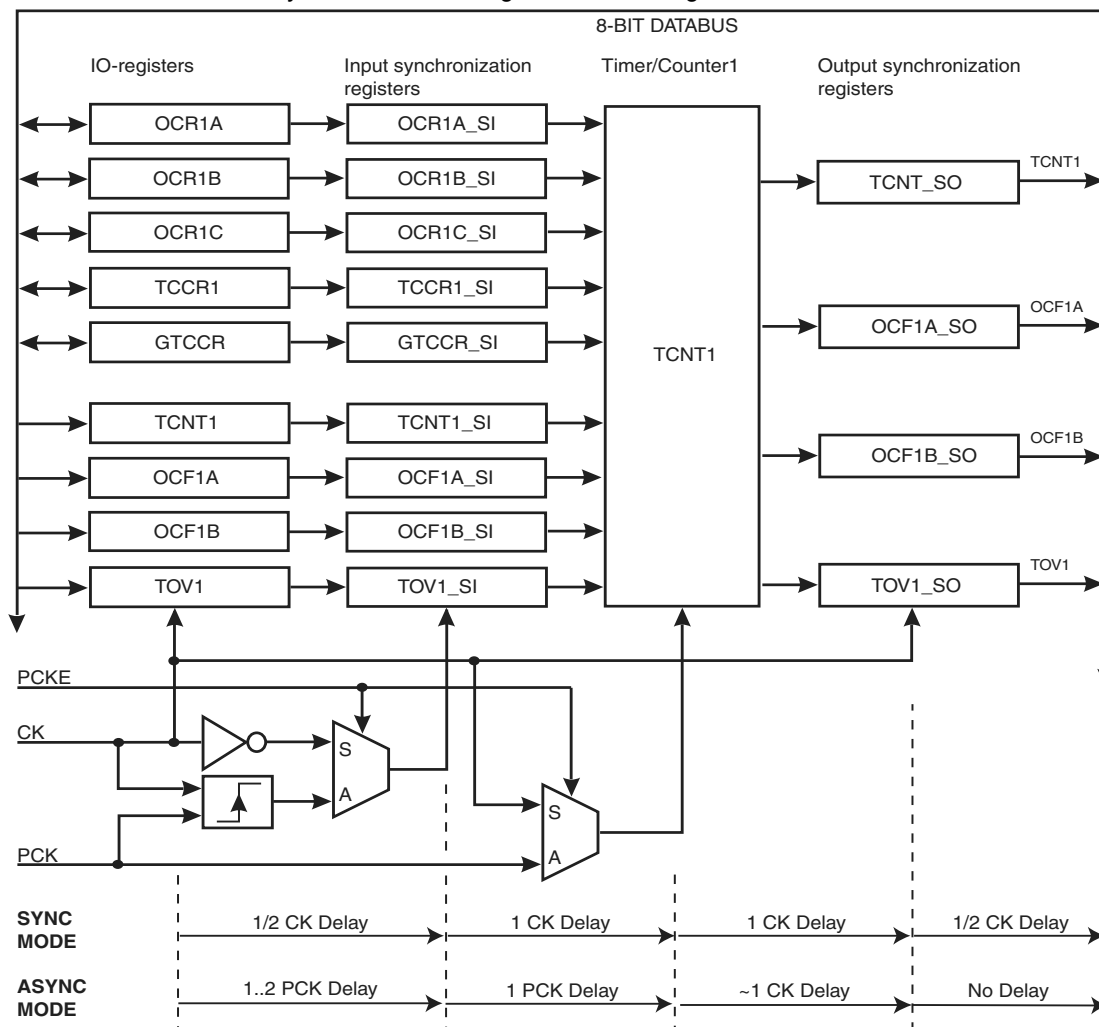 8-BIT DATABUS
IO-registers
Input synchronization
registers
Timer/Counter1
Output synchronization
registers
OCR1A
OCR1A_SI
OCR1B
OCR1B_SI
OCR1C
OCR1C_SI
TCCR1
TCCR1_SI
GTCCR
GTCCR_SI
TCNT1
TCNT1_SI
OCF1A
OCF1A_SI
OCF1B
OCF1B_SI
TOV1
TOV1_SI
TCNT1
TCNT_SO
TCNT1
OCF1A_SO
OCF1A
OCF1B_SO
OCF1B
TOV1_SO
TOV1
PCKE
CK
S
A
S
A
PCK
SYNC
MODE
1/2 CK Delay
1 CK Delay
1 CK Delay
1/2 CK Delay
ASYNC
MODE
1..2 PCK Delay
1 PCK Delay
~1 CK Delay
No Delay